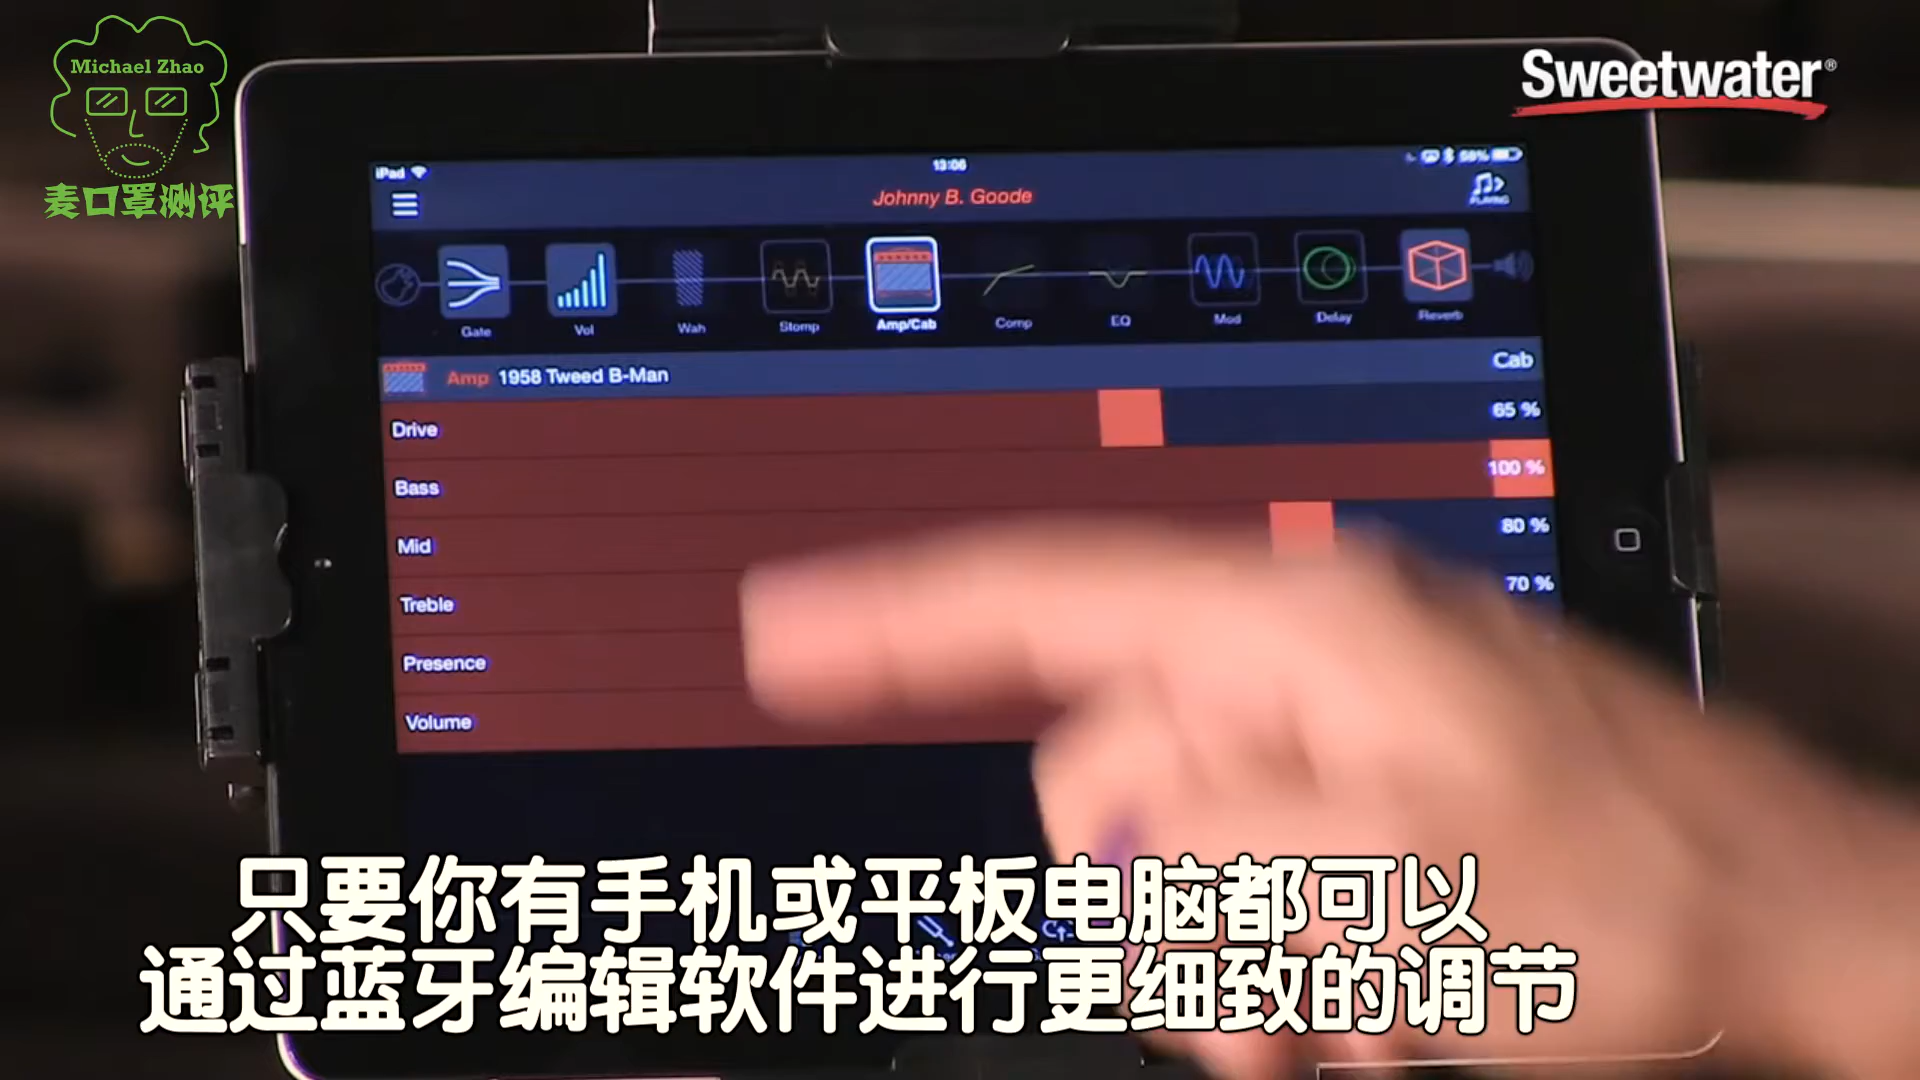 Michael Zhao
麦口罩测评
Sweetwater®
iPad
13:06
58%
Johnny B. Goode
PLAYING
Gate
Vol
Wah
Stomp
Amp/Cab
Comp
EQ
Mod
Delay
Reverb
Amp 1958 Tweed B-Man
Cab
Drive
65 %
Bass
100 %
Mid
80 %
Treble
70 %
Presence
Volume
只要你有手机或平板电脑都可以
通过蓝牙编辑软件进行更细致的调节